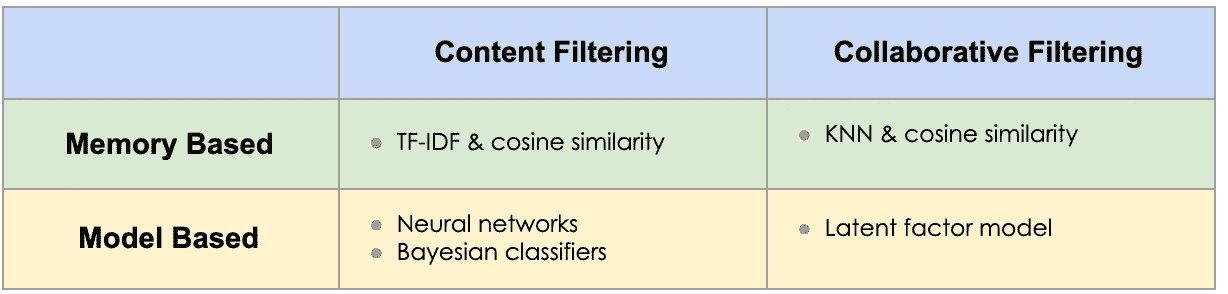 Content Filtering
Collaborative Filtering
Memory Based
TF-IDF & cosine similarity
KNN & cosine similarity
Model Based
Neural networks
Bayesian classifiers
Latent factor model